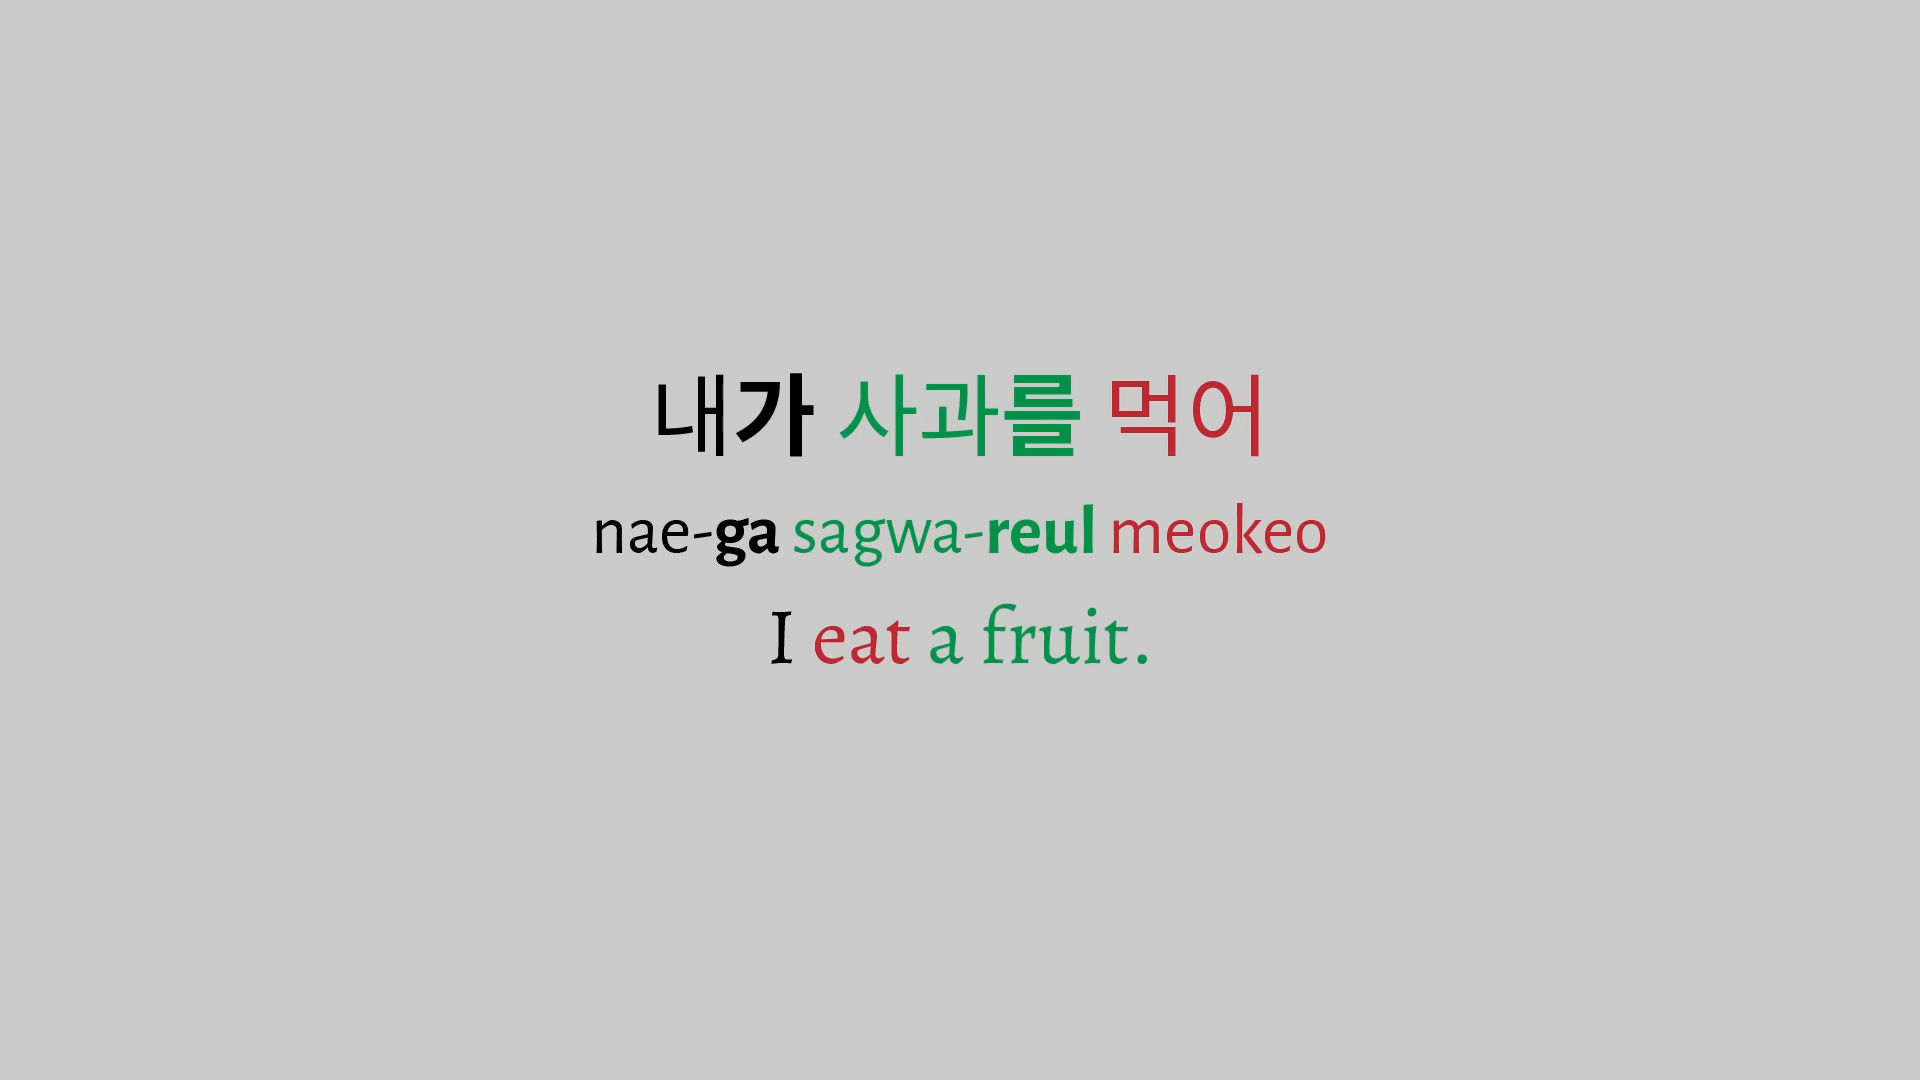 내가 사과를 먹어
nae-ga sagwa-reul meokeo
I eat a fruit.